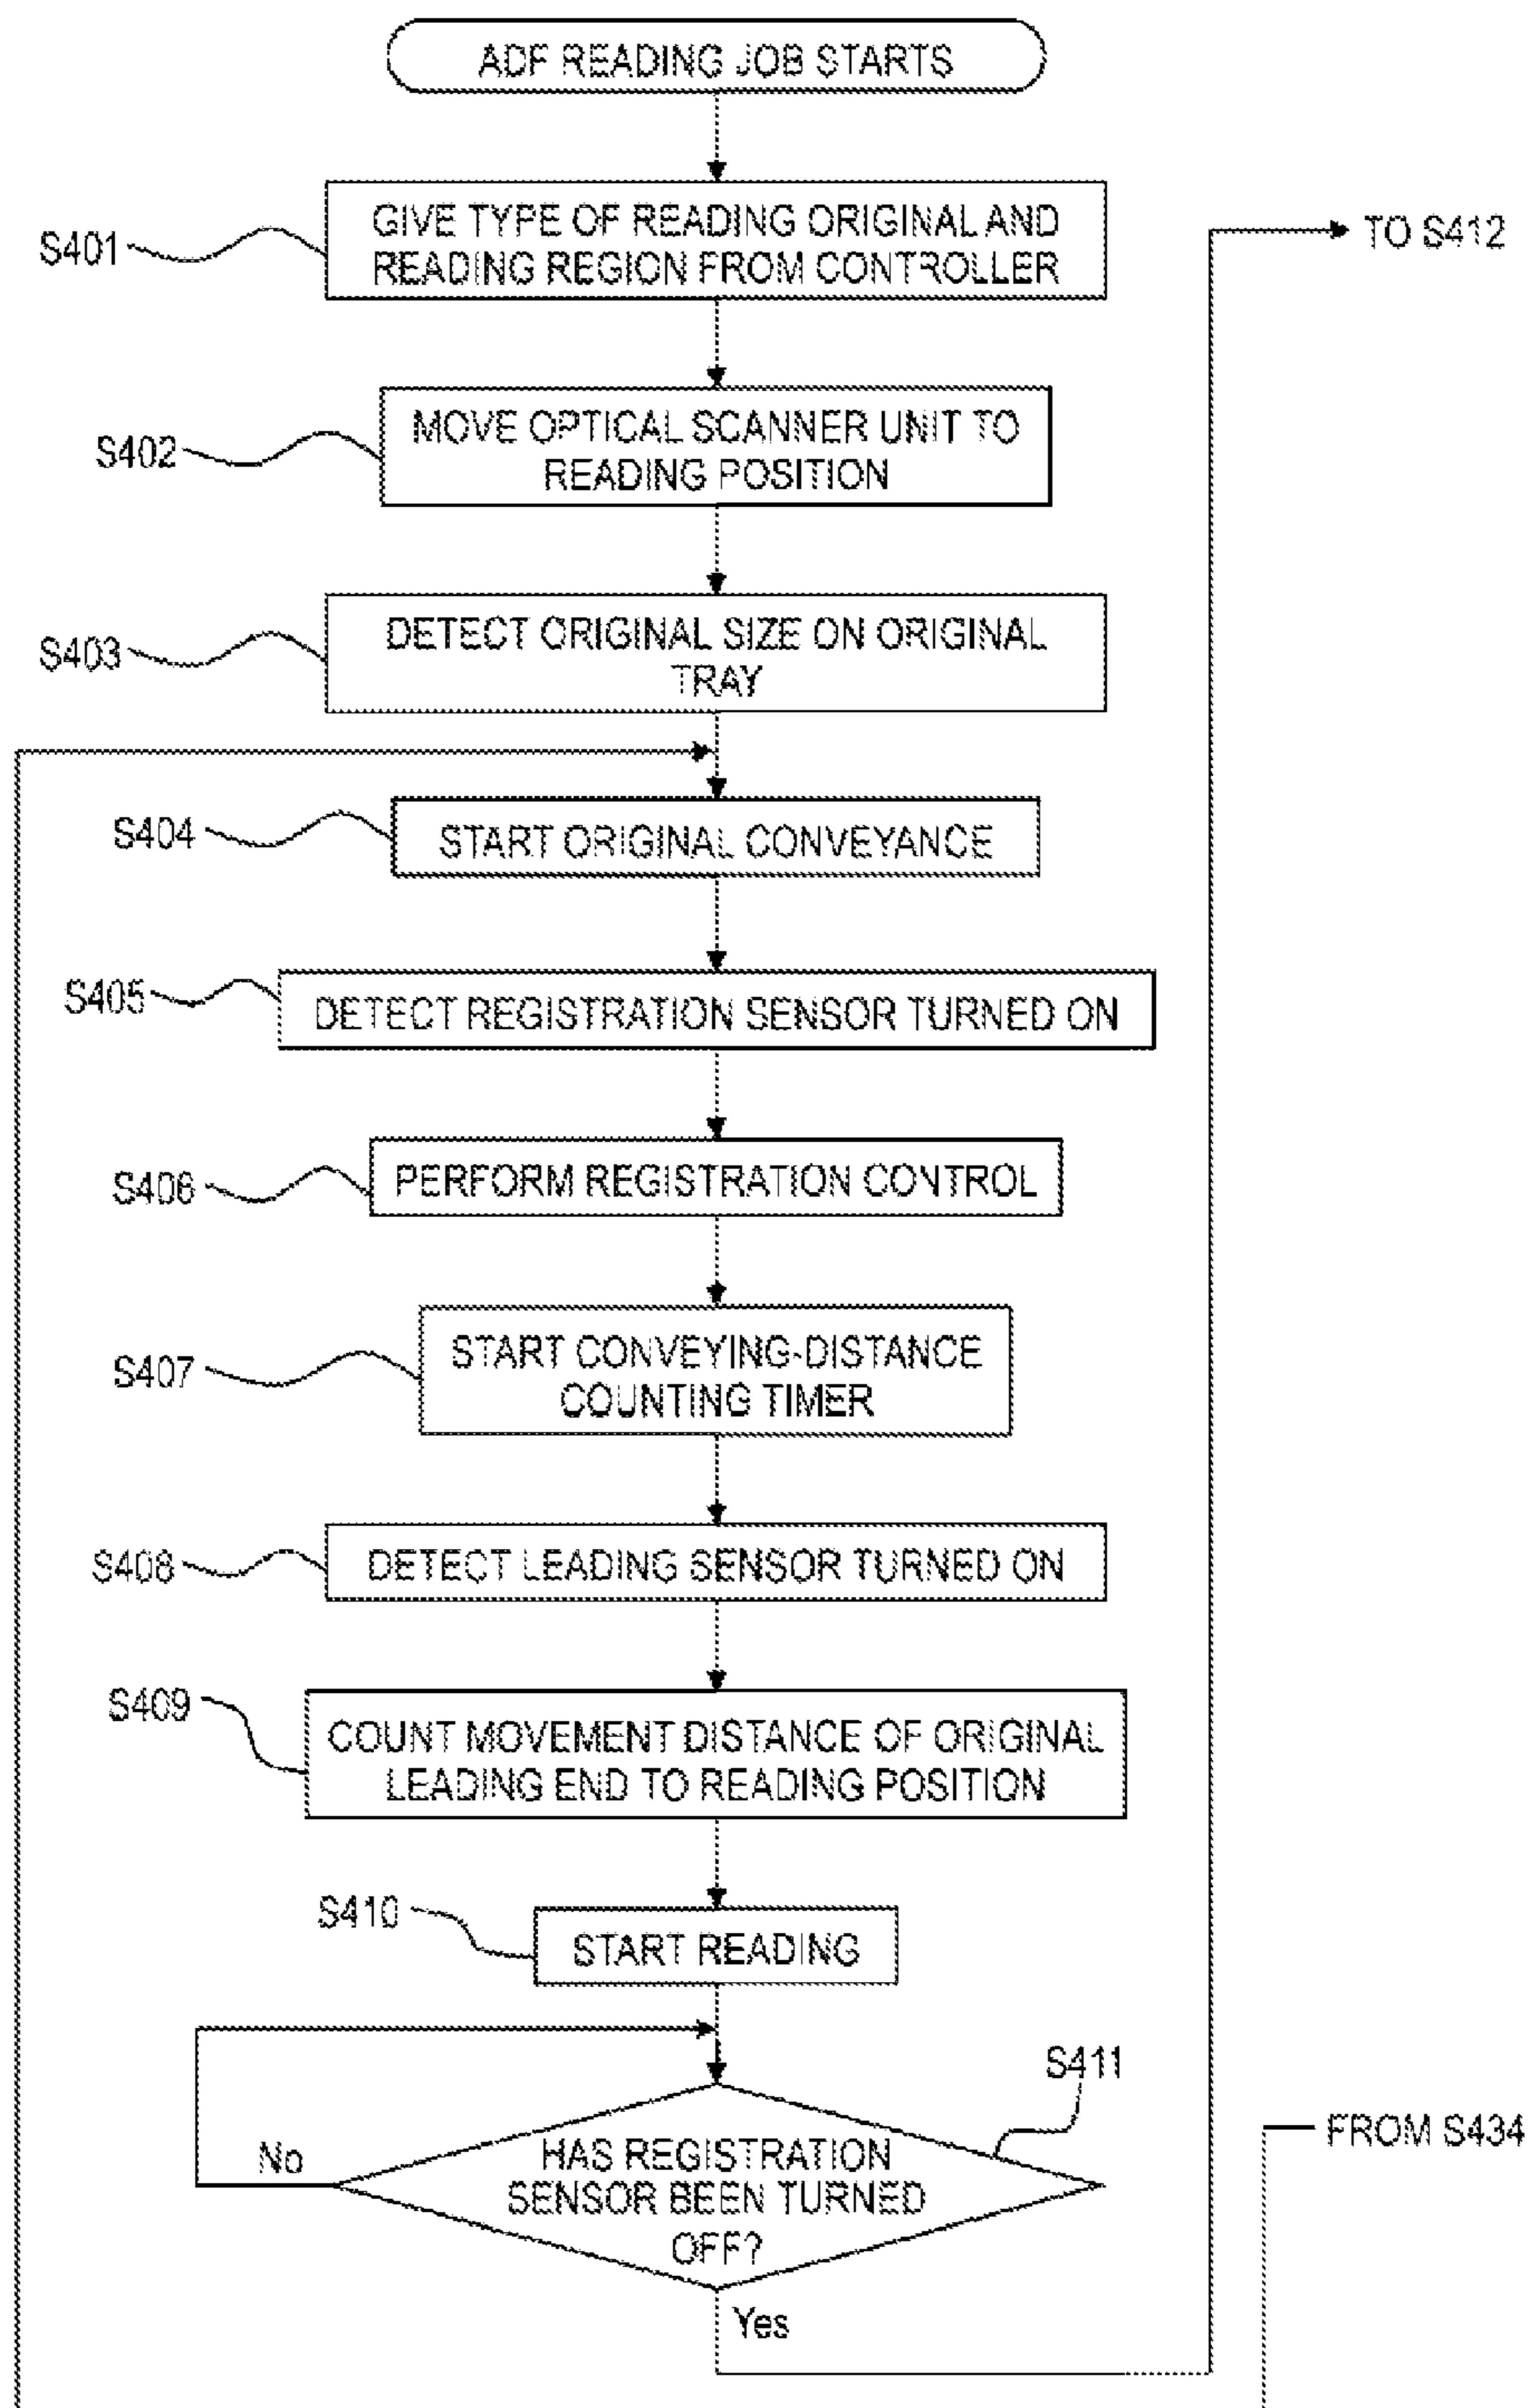 ADF READING JOB STARTS
S401
GIVE TYPE OF READING ORIGINAL AND
READING REGION FROM CONTROLLER
TO S412
S402
MOVE OPTICAL SCANNER UNIT TO
READING POSITION
S403
DETECT ORIGINAL SIZE ON ORIGINAL
TRAY
S404
START ORIGINAL CONVEYANCE
S405
DETECT REGISTRATION SENSOR TURNED ON
S406
PERFORM REGISTRATION CONTROL
S407
START CONVEYING-DISTANCE
COUNTING TIMER
S408
DETECT LEADING SENSOR TURNED ON
S409
COUNT MOVEMENT DISTANCE OF ORIGINAL
LEADING END TO READING POSITION
S410
START READING
S411
No
HAS REGISTRATION
SENSOR BEEN TURNED
OFF?
FROM S434
Yes